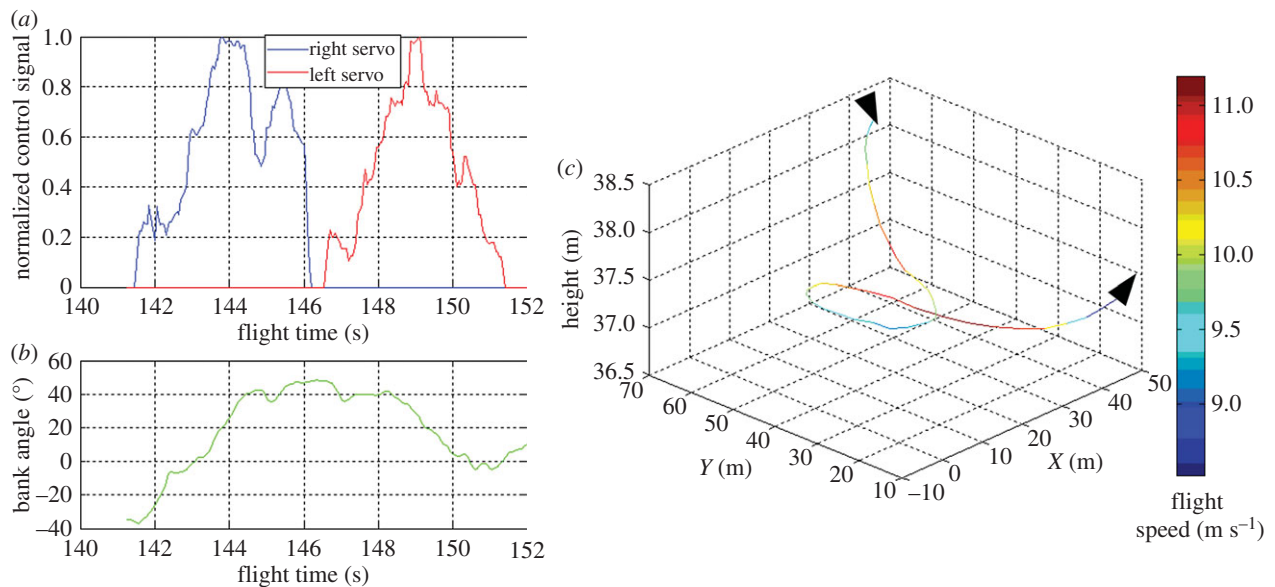 (a)
normalized control signal
1.0
0.8
0.6
0.4
0.2
0
right servo
left servo
140 142 144 146 148 150 152
flight time (s)
(b)
bank angle (°)
60
40
20
0
−20
−40
140 142 144 146 148 150 152
flight time (s)
(c)
height (m)
38.5
38.0
37.5
37.0
36.5
70 60 50 40 30 20 10
Y (m)
−10 0 10 20 30 40 50
X (m)
11.0
10.5
10.0
9.5
9.0
flight
speed (m s⁻¹)